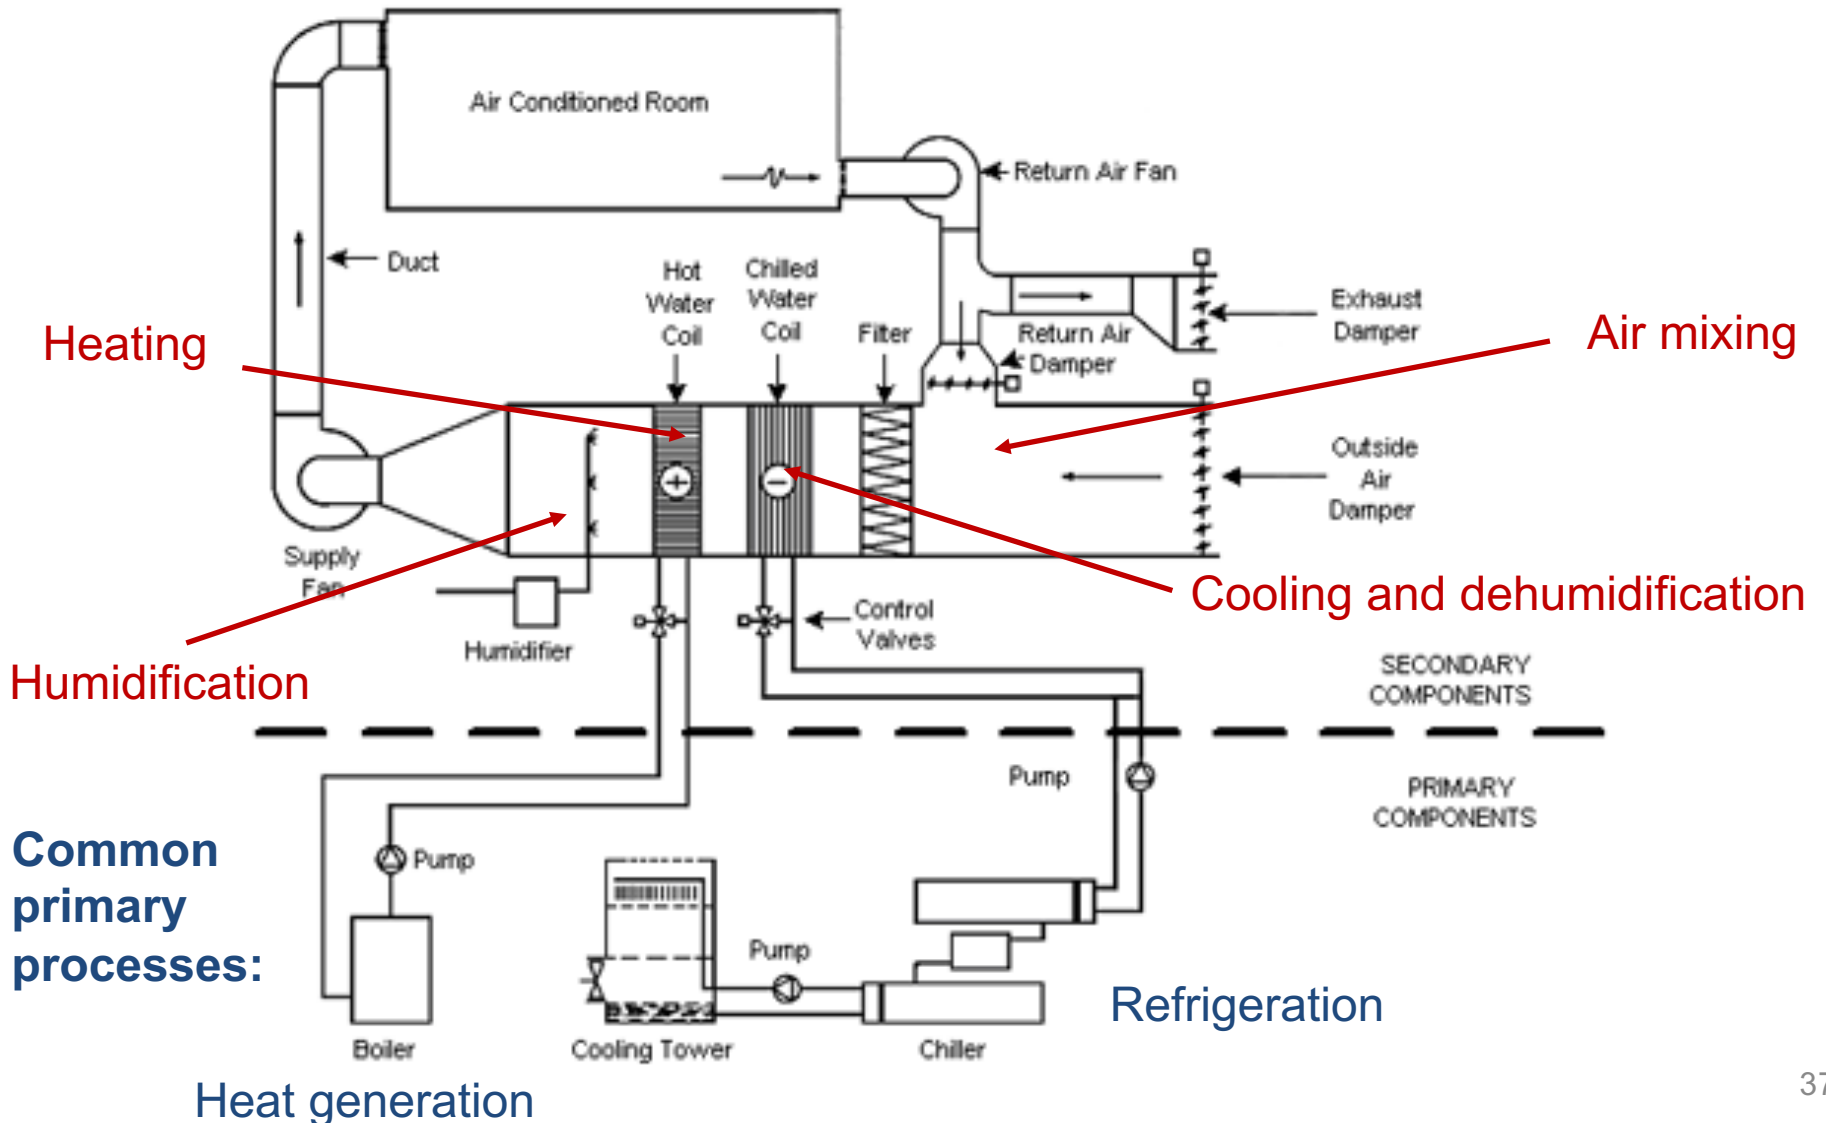 Air Conditioned Room
Return Air Fan
Duct
Hot
Water
Coil
Chilled
Water
Coil
Filter
Return Air
Damper
Exhaust
Damper
Heating
Air mixing
Outside
Air
Damper
Supply
Fan
Humidifier
Control
Valves
Cooling and dehumidification
Humidification
SECONDARY
COMPONENTS
PRIMARY
COMPONENTS
Pump
Common
primary
processes:
Pump
Pump
Boiler
Cooling Tower
Chiller
Refrigeration
Heat generation
37